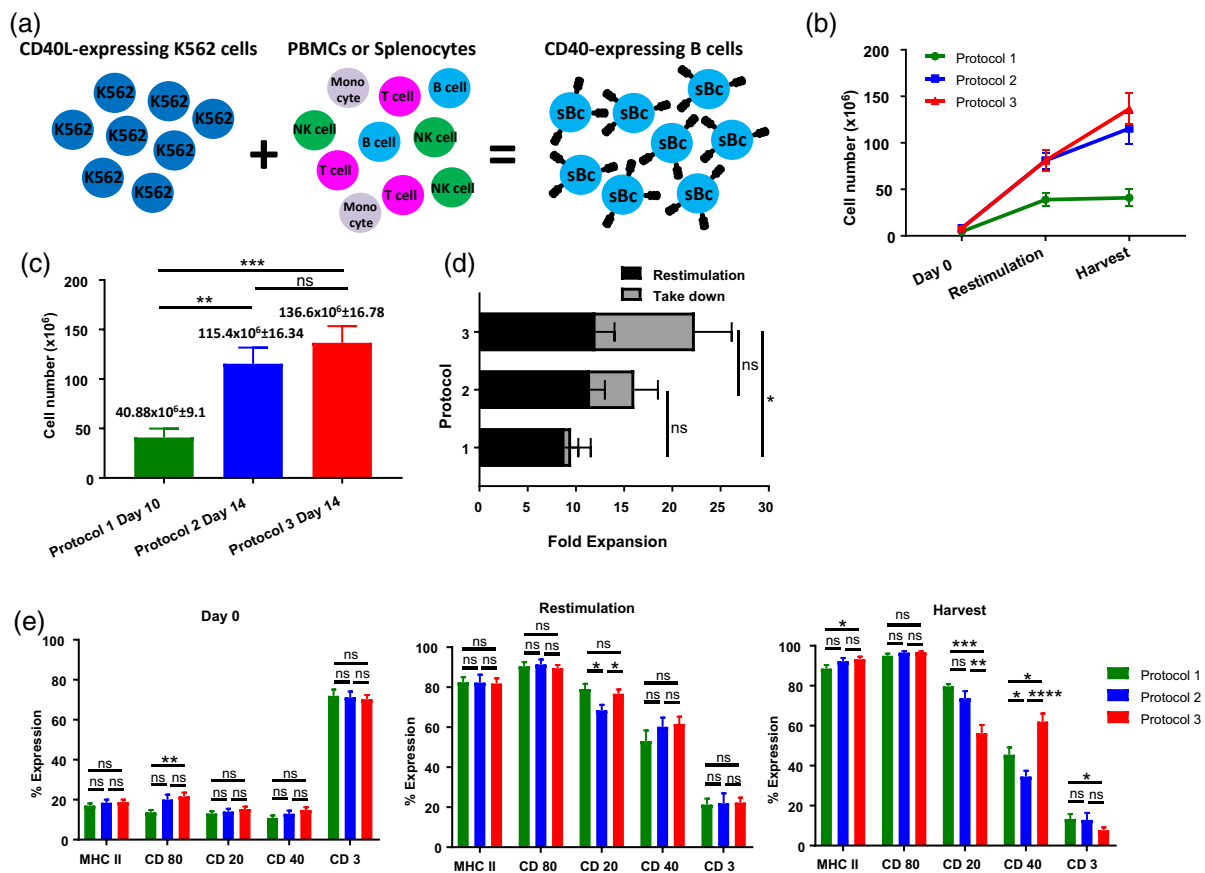 (a)
CD40L-expressing K562 cells
PBMCs or Splenocytes
CD40-expressing B cells
K562
K562
K562
K562
K562
K562
K562
K562
K562
+
Mono
cyte
T cell
B cell
NK cell
B cell
NK cell
T cell
T cell
NK cell
Mono
cyte
=
sBc
sBc
sBc
sBc
sBc
sBc
sBc
sBc
(b)
Cell number (x10⁶)
200
150
100
50
0
Protocol 1
Protocol 2
Protocol 3
Day 0
Restimulation
Harvest
(c)
Cell number (x10⁶)
200
150
100
50
0
***
**
ns
40.88x10⁶±9.1
115.4x10⁶±16.34
136.6x10⁶±16.78
Protocol 1 Day 10
Protocol 2 Day 14
Protocol 3 Day 14
(d)
Restimulation
Take down
Protocol
3
2
1
ns
ns
*
0
5
10
15
20
25
30
Fold Expansion
(e)
Day 0
% Expression
100
80
60
40
20
0
ns
ns ns
**
ns ns
ns
ns ns
ns
ns ns
ns
ns ns
MHC II
CD 80
CD 20
CD 40
CD 3
Restimulation
% Expression
100
80
60
40
20
0
ns
ns ns
ns
ns ns
ns
* *
ns
ns ns
ns
ns ns
MHC II
CD 80
CD 20
CD 40
CD 3
Harvest
% Expression
100
80
60
40
20
0
*
ns ns
ns
ns ns
***
ns **
*
* ****
*
ns ns
MHC II
CD 80
CD 20
CD 40
CD 3
Protocol 1
Protocol 2
Protocol 3